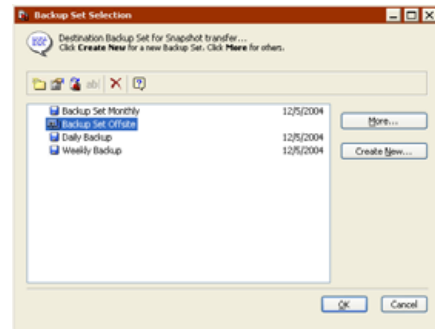 Backup Set Selection
Destination Backup Set for Snapshot transfer...
Click Create New for a new Backup Set. Click More for others.
Backup Set Monthly 12/5/2004
Backup Set Offsite
Daily Backup 12/5/2004
Weekly Backup 12/5/2004
More...
Create New...
OK
Cancel